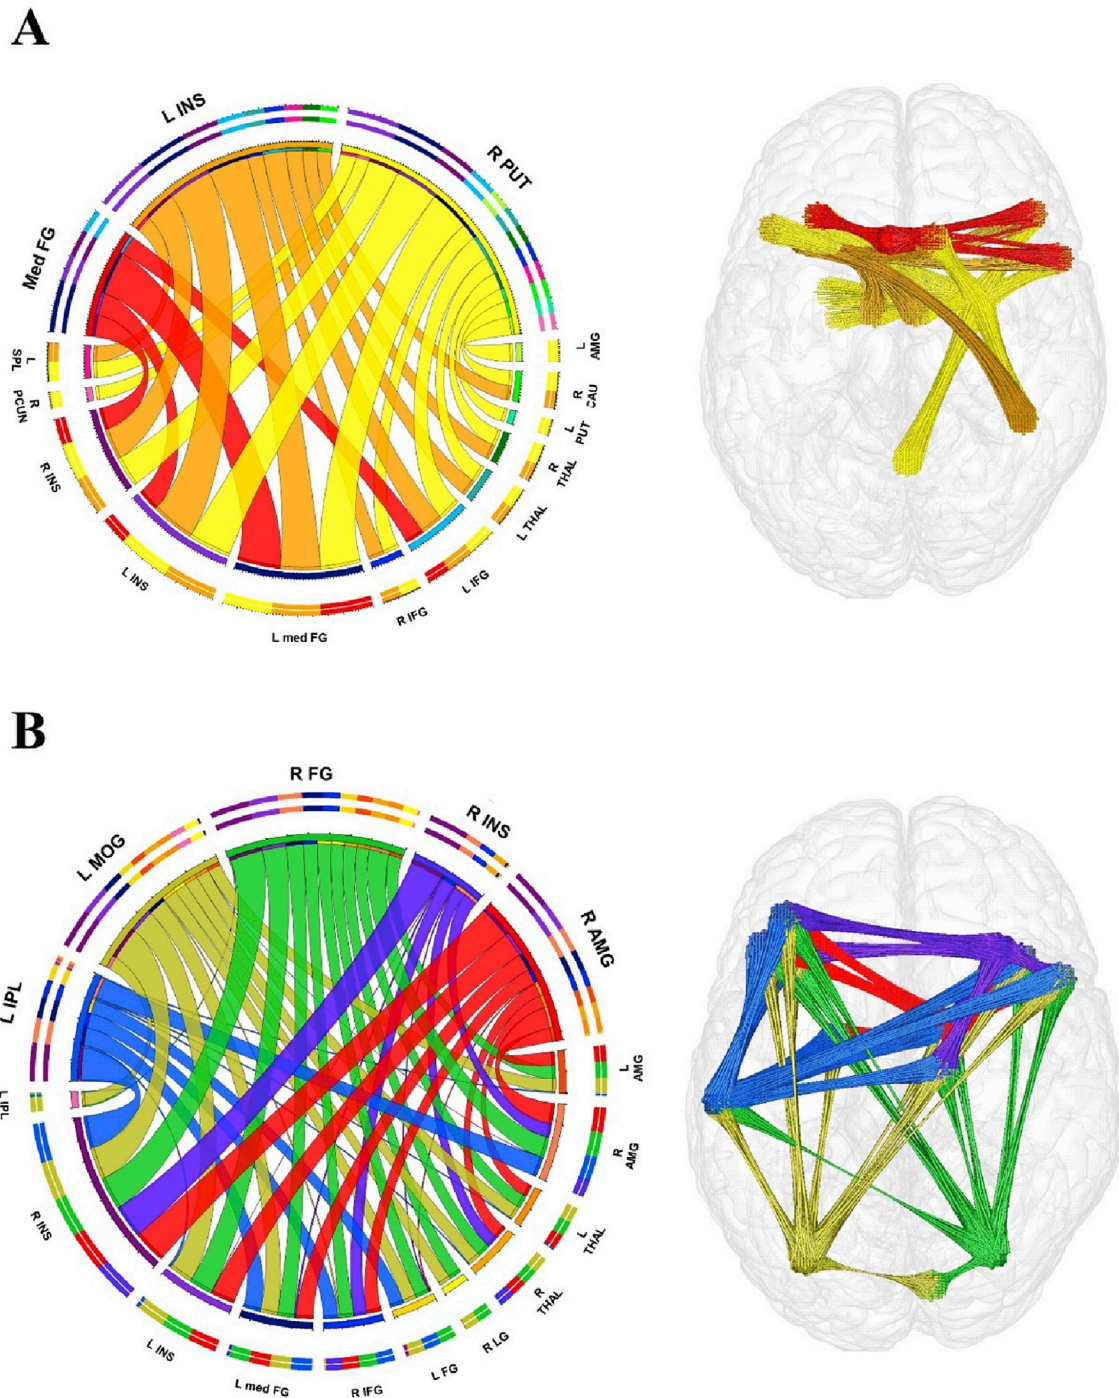 A
L INS
R PUT
Med FG
L
SPL
R
PCUN
R INS
L INS
L med FG
R IFG
L IFG
L THAL
R
THAL
L
PUT
R
CAU
L
AMG
B
R FG
R INS
L MOG
R AMG
L IPL
L IPL
R INS
L INS
L med FG
R IFG
L FG
R LG
R
THAL
L
THAL
R
AMG
L
AMG